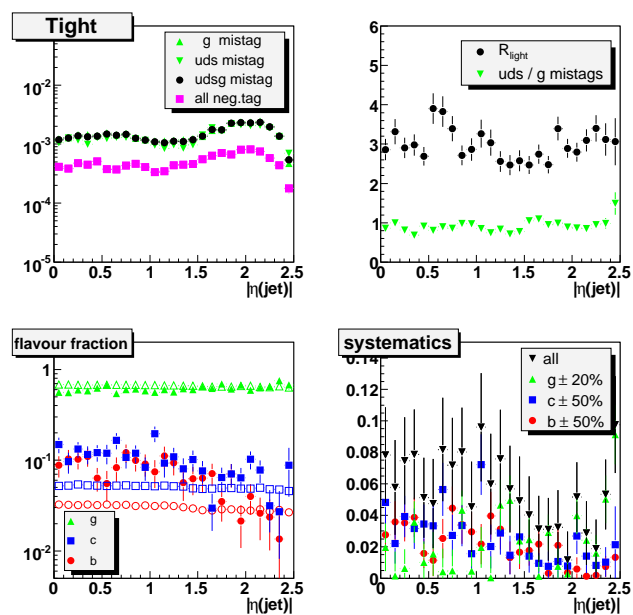 Tight
g mistag
uds mistag
udsg mistag
all neg.tag
10^-2
10^-3
10^-4
10^-5
0 0.5 1 1.5 2 2.5
|η(jet)|
R_light
uds / g mistags
6
5
4
3
2
1
0
0 0.5 1 1.5 2 2.5
|η(jet)|
flavour fraction
1
10^-1
10^-2
g
c
b
0 0.5 1 1.5 2 2.5
|η(jet)|
systematics
all
g ± 20%
c ± 50%
b ± 50%
0.14
0.12
0.1
0.08
0.06
0.04
0.02
0
0 0.5 1 1.5 2 2.5
|η(jet)|